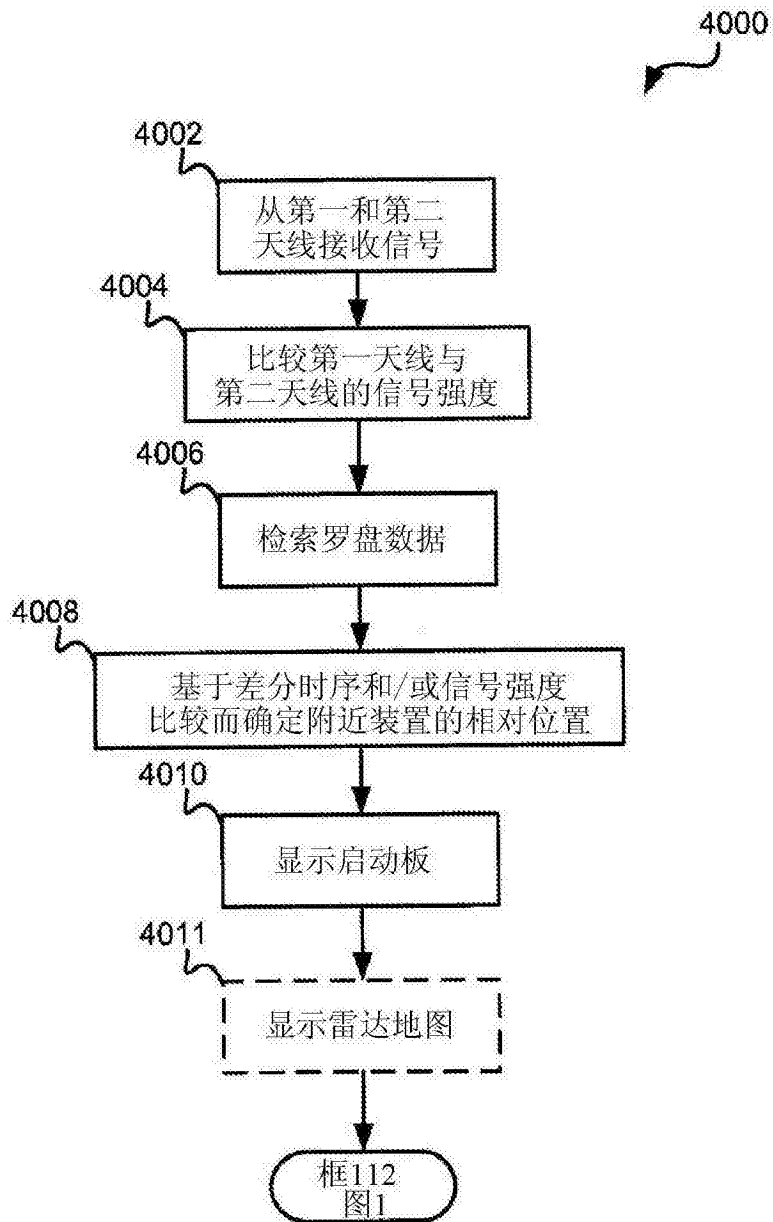 4000
4002
从第一和第二
天线接收信号
4004
比较第一天线与
第二天线的信号强度
4006
检索罗盘数据
4008
基于差分时序和/或信号强度
比较而确定附近装置的相对位置
4010
显示启动板
4011
显示雷达地图
框112
图1